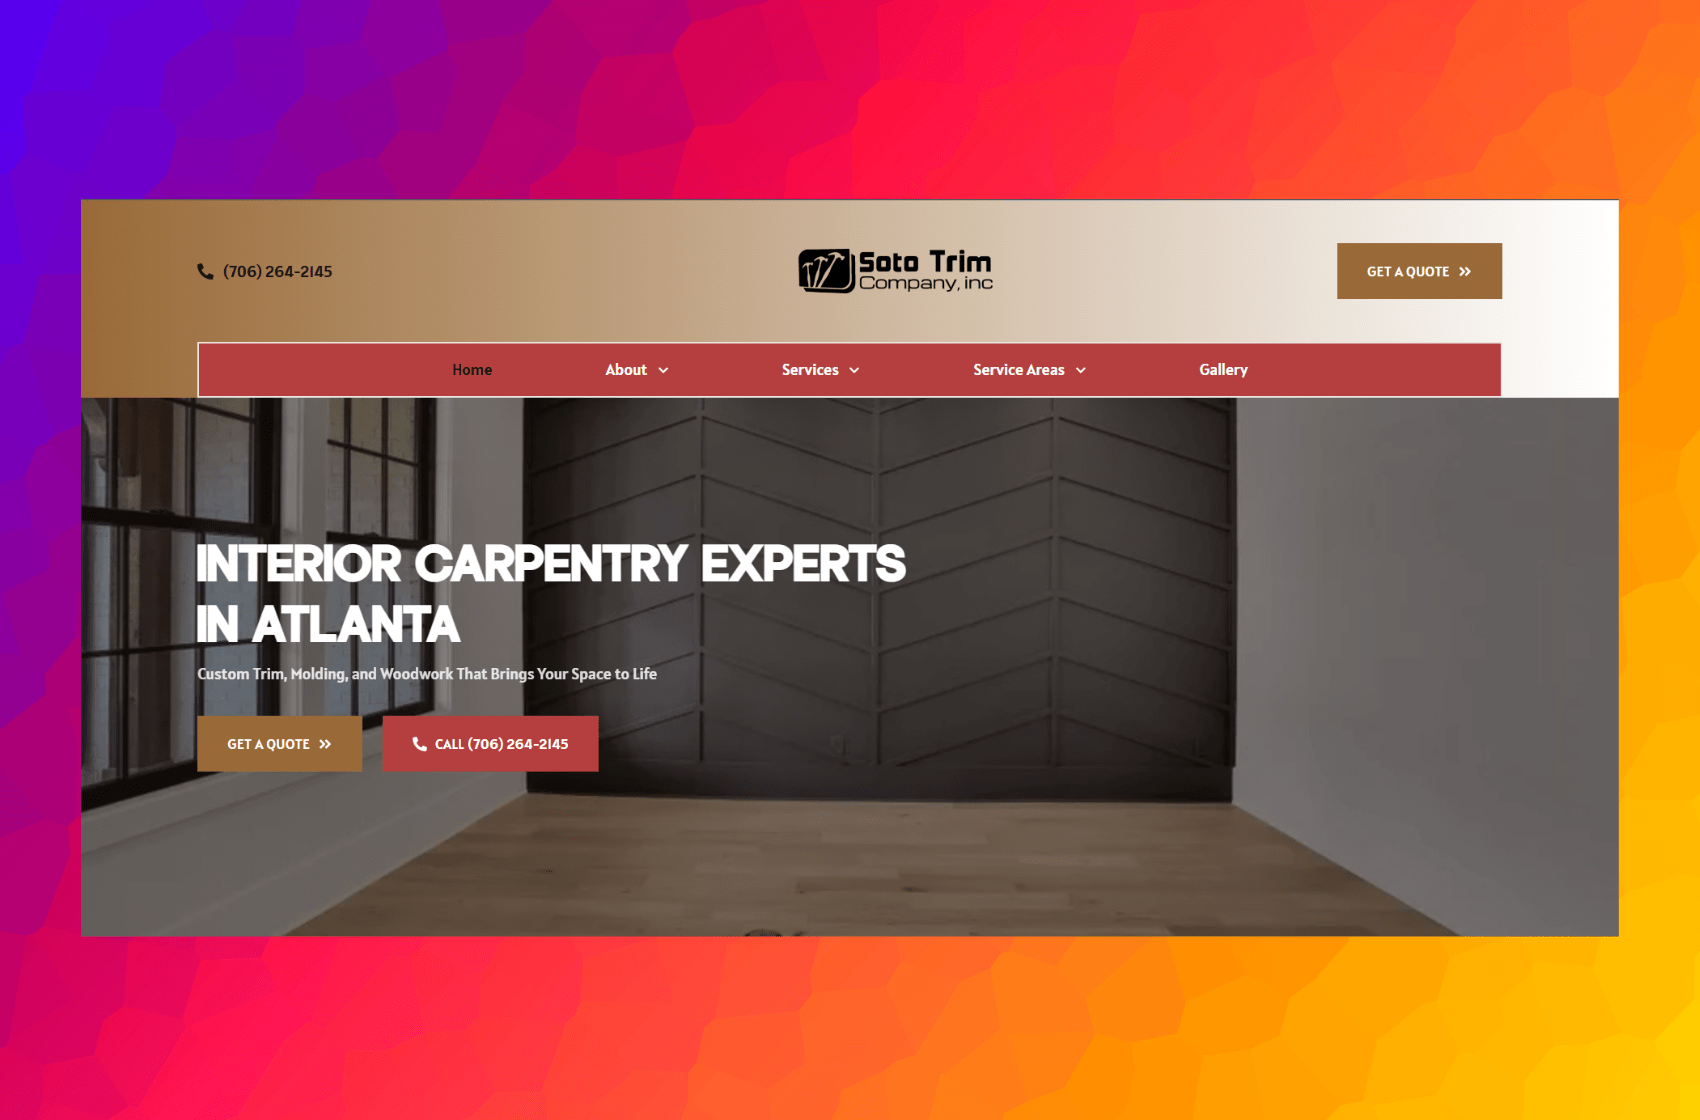 (706) 264-2145
Soto Trim
Company, inc
GET A QUOTE
Home
About
Services
Service Areas
Gallery
INTERIOR CARPENTRY EXPERTS
IN ATLANTA
Custom Trim, Molding, and Woodwork That Brings Your Space to Life
GET A QUOTE
CALL (706) 264-2145